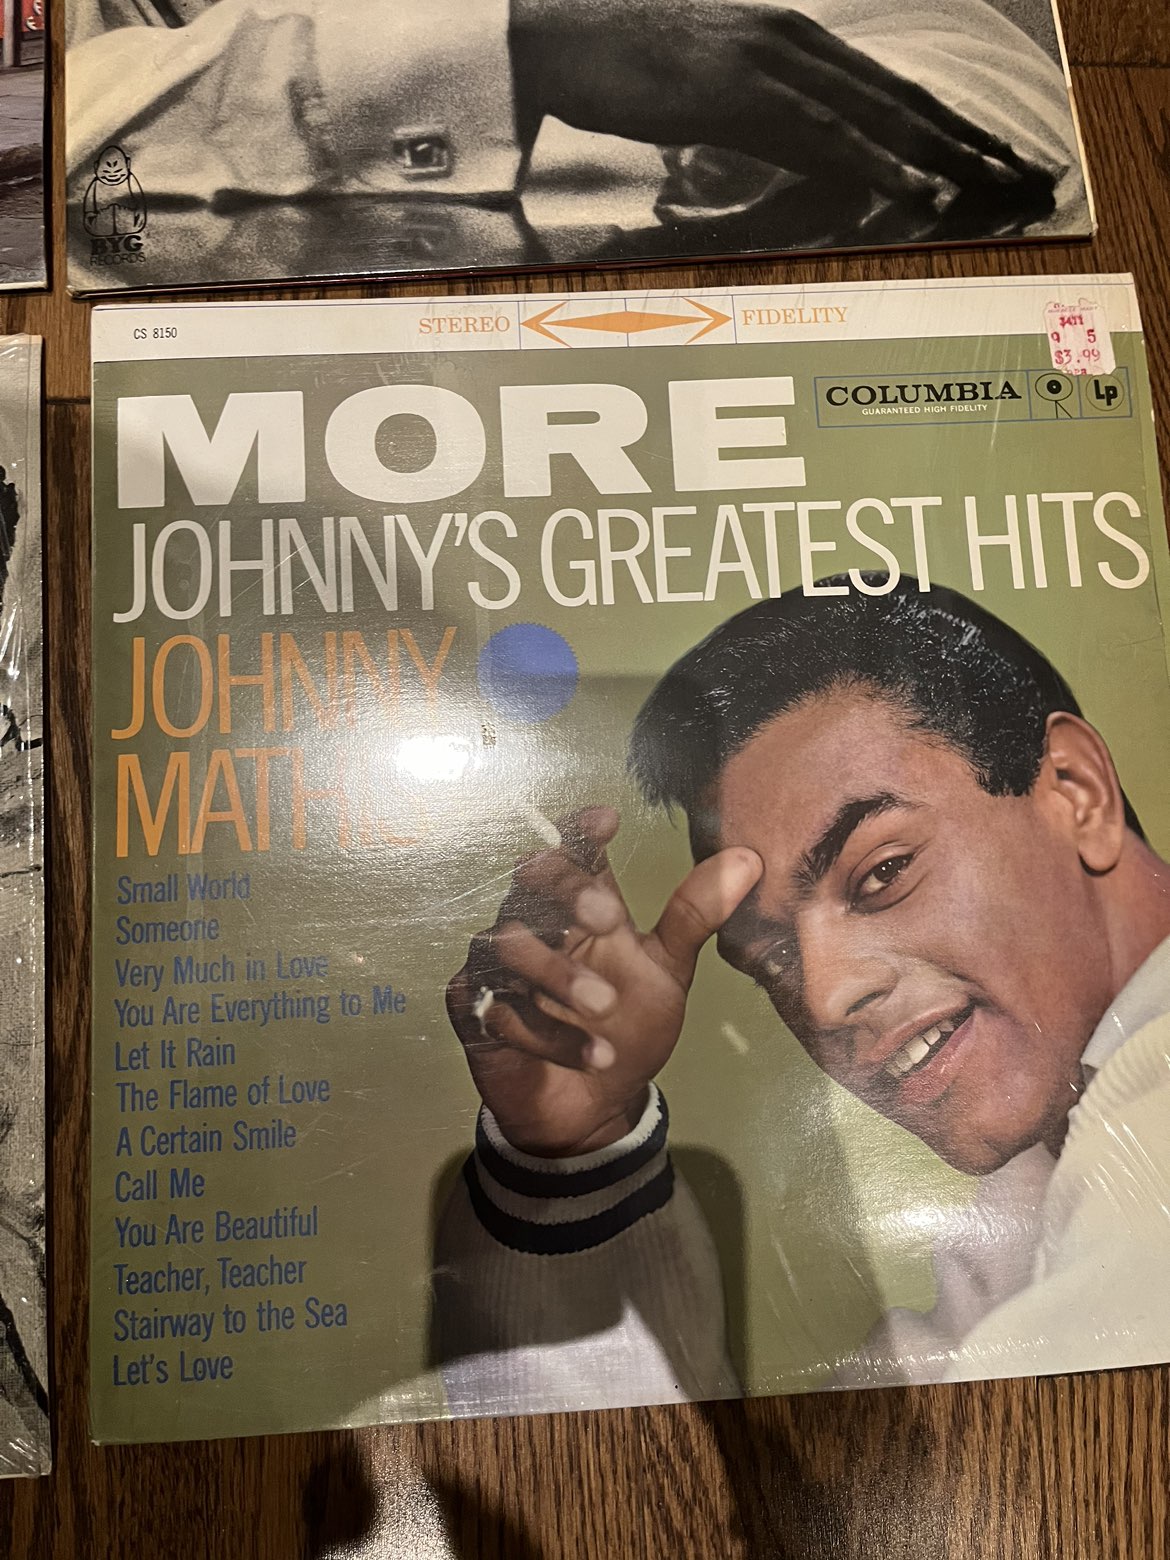 BYG
RECORDS
CS 8150
STEREO FIDELITY
$3.99
MORE
COLUMBIA Lp
GUARANTEED HIGH FIDELITY
JOHNNY'S GREATEST HITS
JOHNNY
MATHIS
Small World
Someone
Very Much in Love
You Are Everything to Me
Let It Rain
The Flame of Love
A Certain Smile
Call Me
You Are Beautiful
Teacher, Teacher
Stairway to the Sea
Let's Love